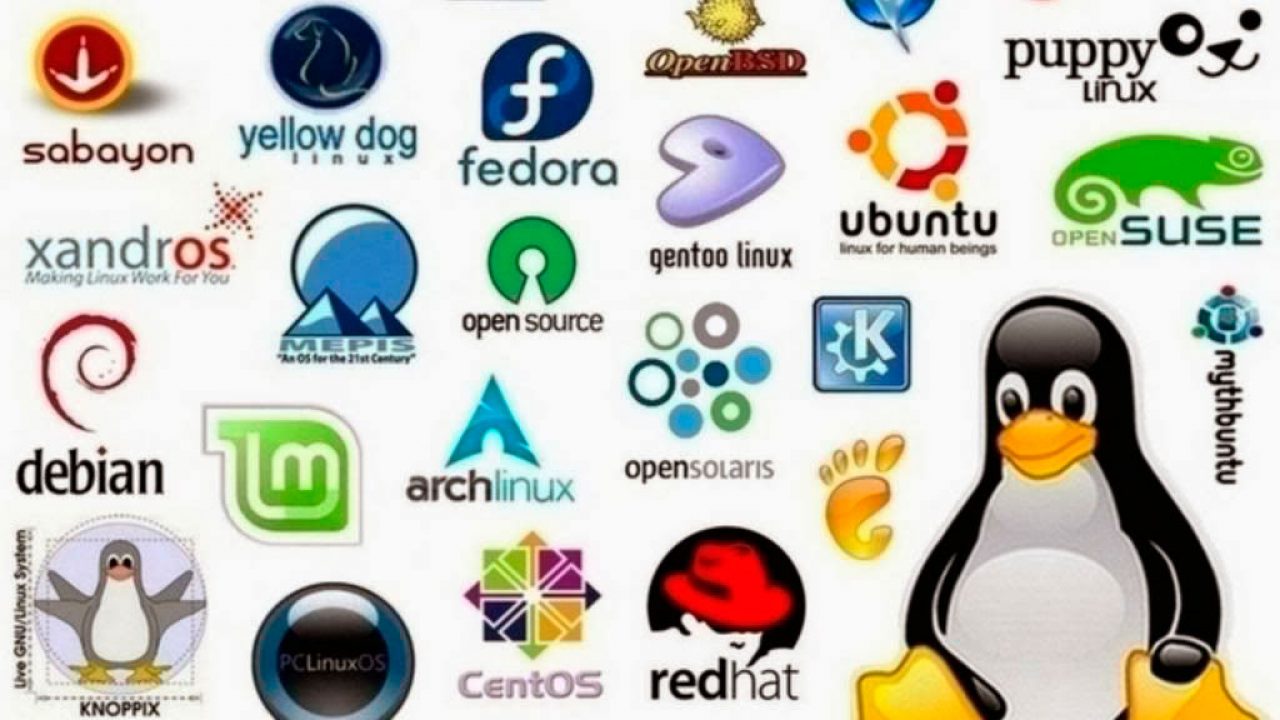 OpenBSD
puppy
Linux
sabayon
yellow dog
linux
fedora
gentoo linux
ubuntu
linux for human beings
openSUSE
xandros
Making Linux Work For You
MEPIS
"An OS for the 21st Century"
open source
K
mythbuntu
debian
lm
archlinux
opensolaris
Live GNU/Linux System
KNOPPIX
PCLinuxOS
CentOS
redhat